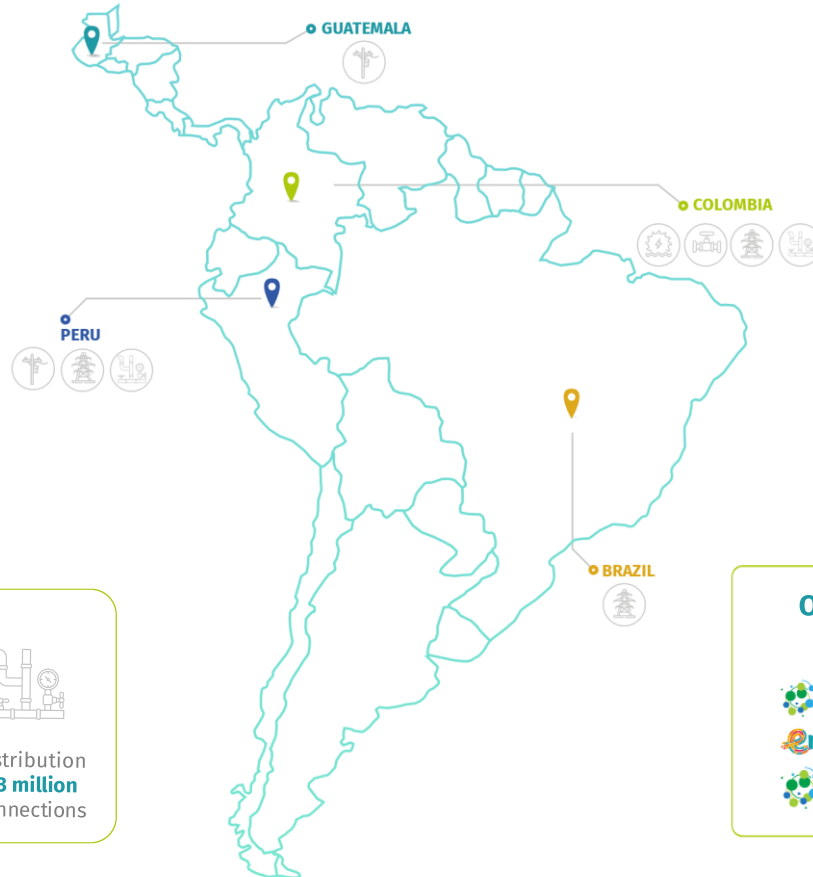 GUATEMALA
COLOMBIA
PERU
BRAZIL
stribution
3 million
nnections
O